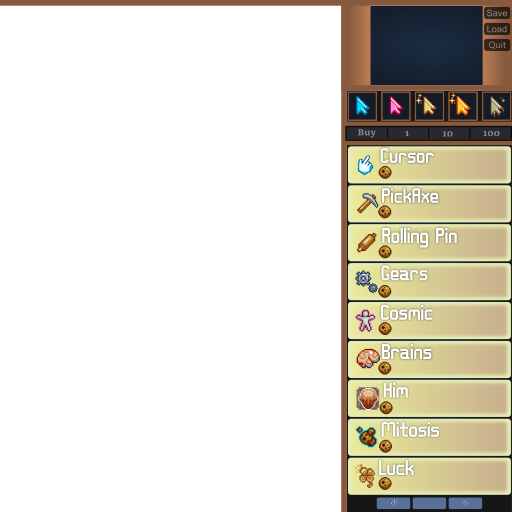 Save
Load
Quit
Buy 1 10 100
Cursor
PickAxe
Rolling Pin
Gears
Cosmic
Brains
Him
Mitosis
Luck